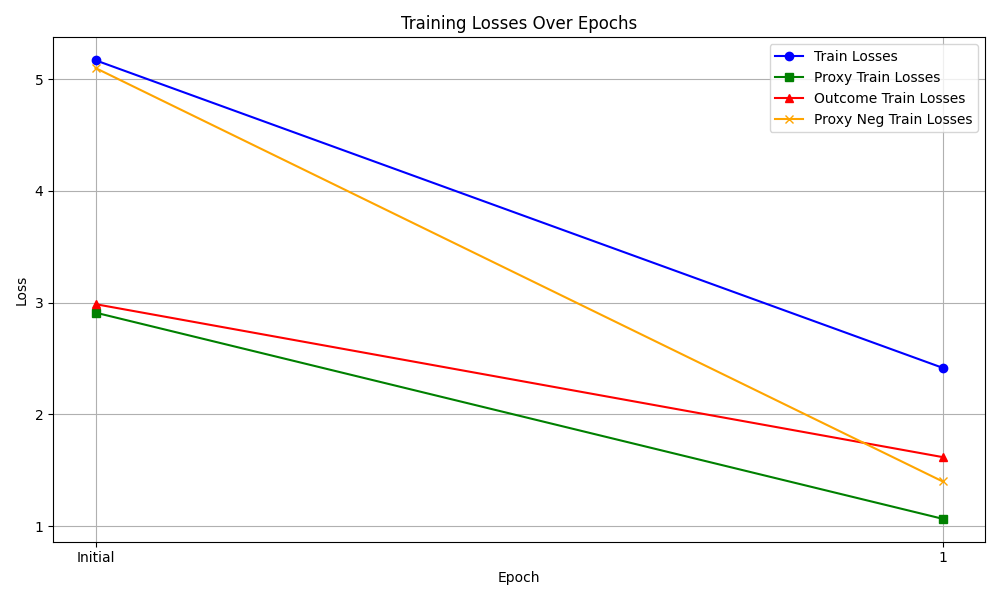 Training Losses Over Epochs
Train Losses
Proxy Train Losses
Outcome Train Losses
Proxy Neg Train Losses
5
4
3
2
1
Loss
Initial
1
Epoch